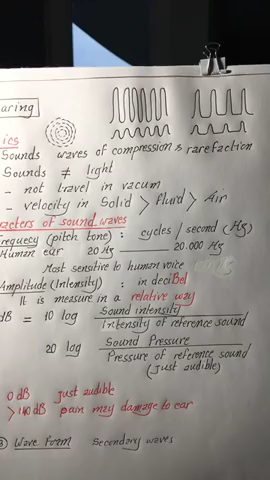 aring
ics
Sounds waves of compression & rarefaction
Sounds ≠ light
- not travel in vacum
- velocity in Solid > Fluid > Air
racters of sound waves
requecy (pitch tone) : cycles / second (Hz)
Human ear 20 Hz ——— 20.000 Hz
Most sensitive to human voice
Amplitude (Intensity) : in deciBel
It is measure in a relative way
dB = 10 log Sound intensity / Intensity of reference sound
20 log Sound Pressure / Pressure of reference sound
(Just audible)
0 dB Just audible
> 140 dB pain may damage to ear
③ Wave form Secondary waves